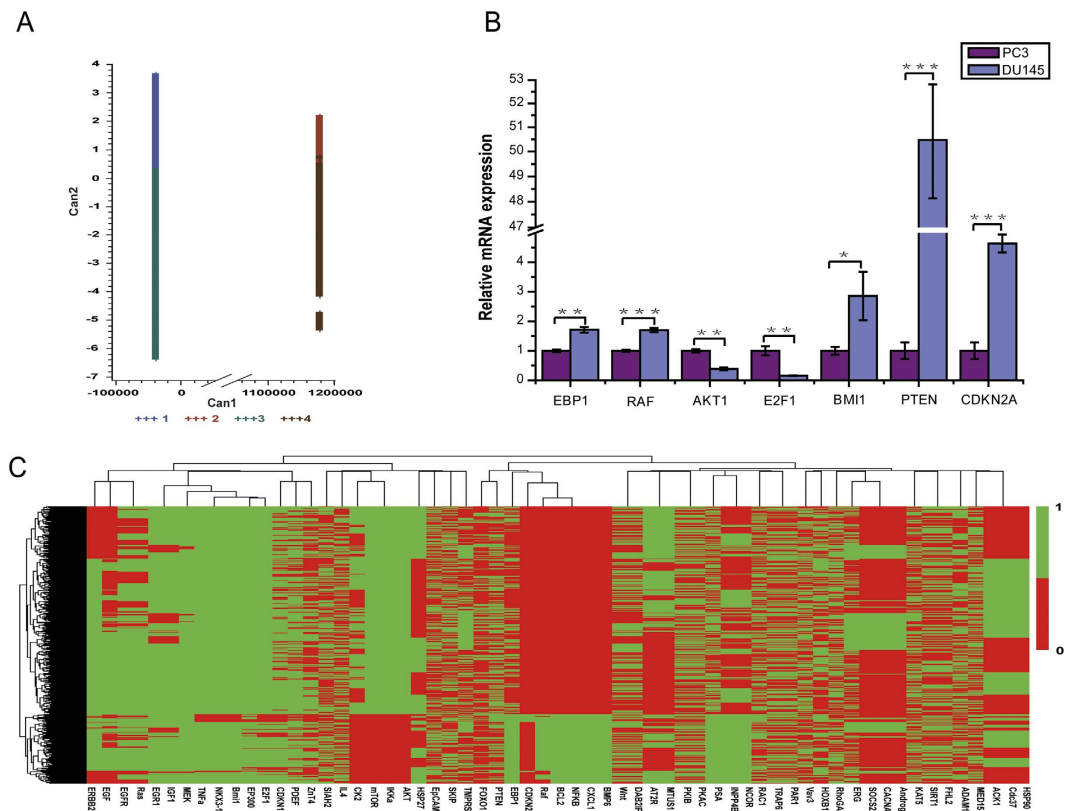 A
4
3
2
1
0
-1
-2
-3
-4
-5
-6
-7
Can2
-100000 0 1100000 1200000
Can1
+++ 1 +++ 2 +++3 +++4
B
PC3
DU145
53
52
51
50
49
48
47
4
2
1
0
Relative mRNA expression
* * * * * * * * * * * * * * * * * *
EBP1 RAF AKT1 E2F1 BMI1 PTEN CDKN2A
C
1
0
ERBB2 EGF EGFR Ras EGR1 IGF1 MEK TNFa NKX3-1 Bmi1 EP300 E2F1 CDKN1 PDEF ZnT4 SIAH2 IL4 CK2 mTOR IKKa AKT HSP27 EpCAM SKIP TMPRS FOXO1 PTEN EBP1 CDKN2 Raf BCL2 NFKB CXCL1 BMP6 Wnt DAB2IF AT2R MTUS1 PKIB PKAC PSA INPP4B NCOR RAC1 TRAP6 PAR1 Vav3 HOXB1 RhoGA ERG SOCS2 CACNA Androg KAT5 SIRT1 FHL2 ADAM1 MED15 ACK1 Cdc4 HSP90